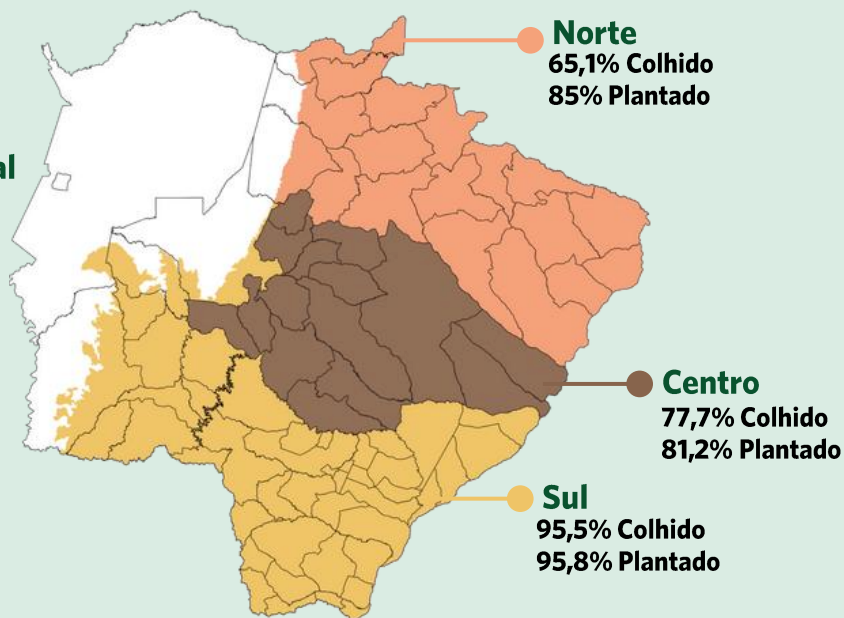 Norte
65,1% Colhido
85% Plantado
al
Centro
77,7% Colhido
81,2% Plantado
Sul
95,5% Colhido
95,8% Plantado